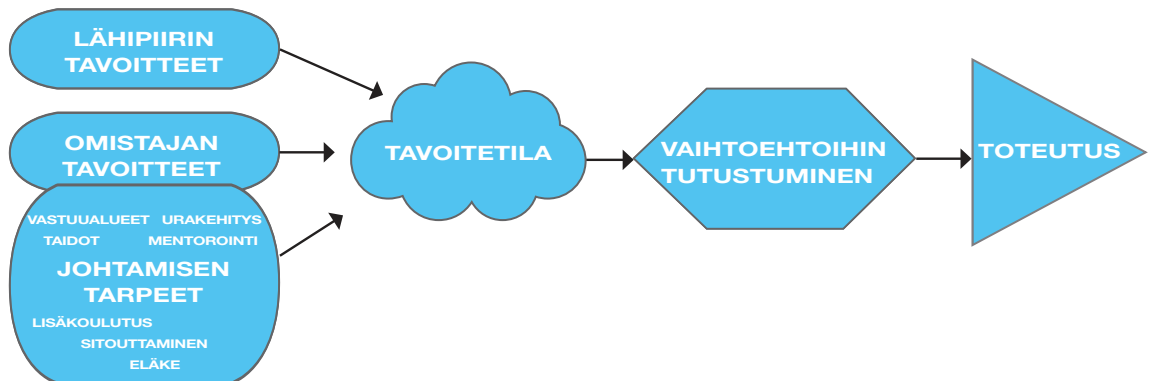 LÄHIPIIRIN
TAVOITTEET
OMISTAJAN
TAVOITTEET
VASTUUALUEET URAKEHITYS
TAIDOT MENTOROINTI
JOHTAMISEN
TARPEET
LISÄKOULUTUS
SITOUTTAMINEN
ELÄKE
TAVOITETILA
VAIHTOEHTOIHIN
TUTUSTUMINEN
TOTEUTUS